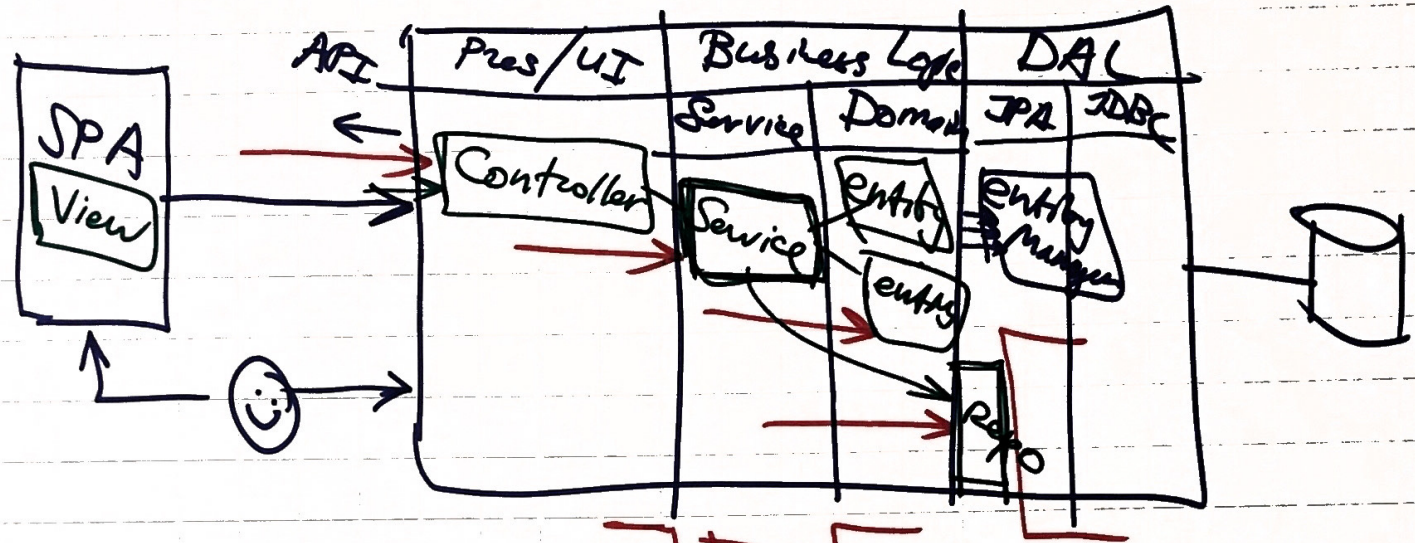 API
Pres/UI
Business Logic
DAL
Service
Domain
JPA
JDBC
SPA
View
Controller
Service
entity
entity
entity
Manager
Repo